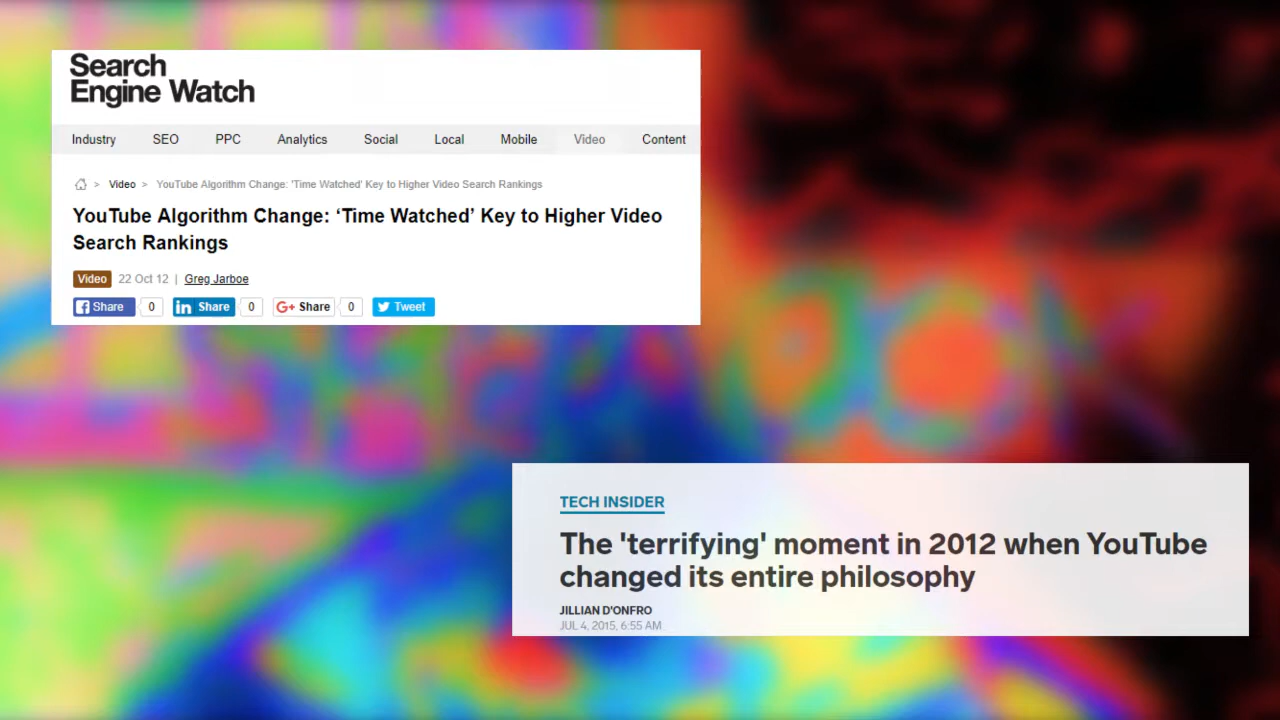 Search
Engine Watch
Industry SEO PPC Analytics Social Local Mobile Video Content
> Video > YouTube Algorithm Change: 'Time Watched' Key to Higher Video Search Rankings
YouTube Algorithm Change: ‘Time Watched’ Key to Higher Video
Search Rankings
Video 22 Oct 12 | Greg Jarboe
Share 0 in Share 0 G+ Share 0 Tweet
TECH INSIDER
The 'terrifying' moment in 2012 when YouTube
changed its entire philosophy
JILLIAN D'ONFRO
JUL 4, 2015, 6:55 AM